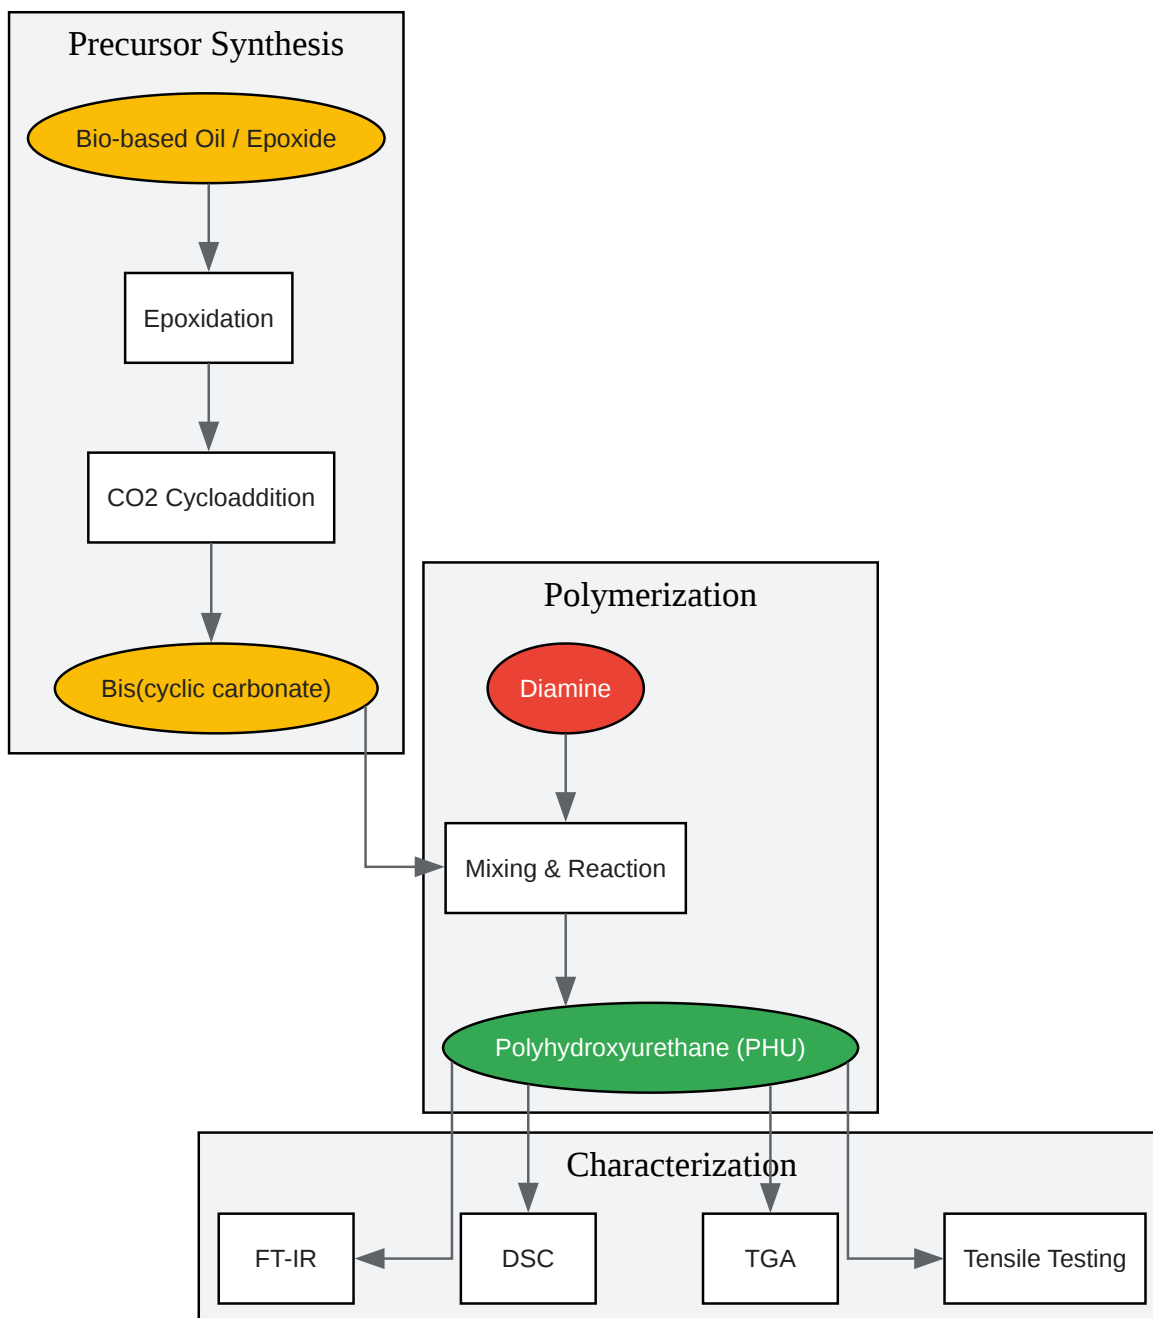 Precursor Synthesis
Bio-based Oil / Epoxide
Epoxidation
CO2 Cycloaddition
Bis(cyclic carbonate)
Polymerization
Diamine
Mixing & Reaction
Polyhydroxyurethane (PHU)
Characterization
FT-IR
DSC
TGA
Tensile Testing